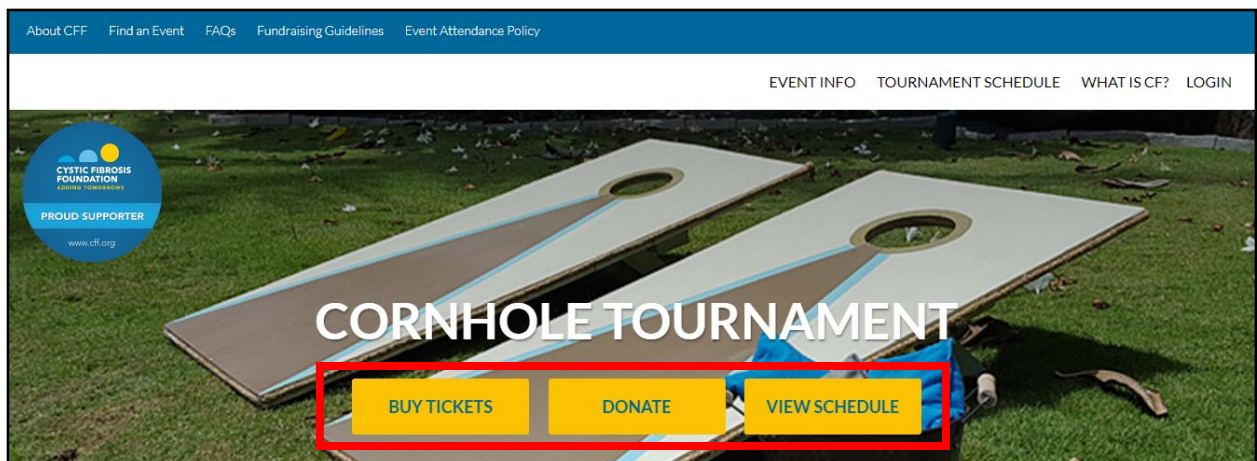 About CFF Find an Event FAQs Fundraising Guidelines Event Attendance Policy
EVENT INFO TOURNAMENT SCHEDULE WHAT IS CF? LOGIN
CYSTIC FIBROSIS
FOUNDATION
ADDING TOMORROWS
PROUD SUPPORTER
www.cff.org
CORNHOLE TOURNAMENT
BUY TICKETS DONATE VIEW SCHEDULE